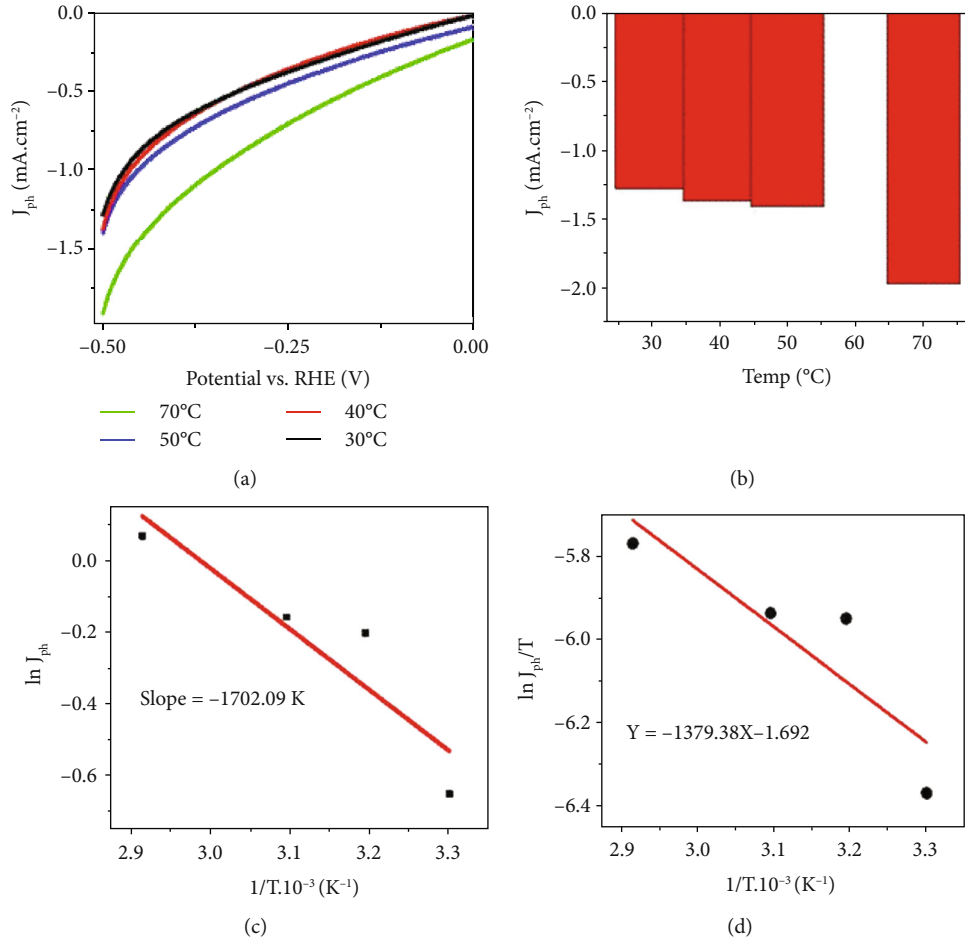 0.0
−0.5
−1.0
−1.5
J_ph (mA.cm⁻²)
−0.50
−0.25
0.00
Potential vs. RHE (V)
70°C
40°C
50°C
30°C
(a)
0.0
−0.5
−1.0
−1.5
−2.0
J_ph (mA.cm⁻²)
30
40
50
60
70
Temp (°C)
(b)
0.0
−0.2
−0.4
−0.6
ln J_ph
Slope = −1702.09 K
2.9
3.0
3.1
3.2
3.3
1/T.10⁻³ (K⁻¹)
(c)
−5.8
−6.0
−6.2
−6.4
ln J_ph/T
Y = −1379.38X−1.692
2.9
3.0
3.1
3.2
3.3
1/T.10⁻³ (K⁻¹)
(d)